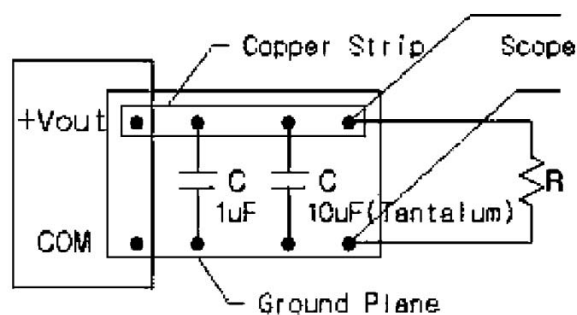 Copper Strip
Scope
+Vout
C
C
R
1uF
10uF(Tantalum)
COM
Ground Plane